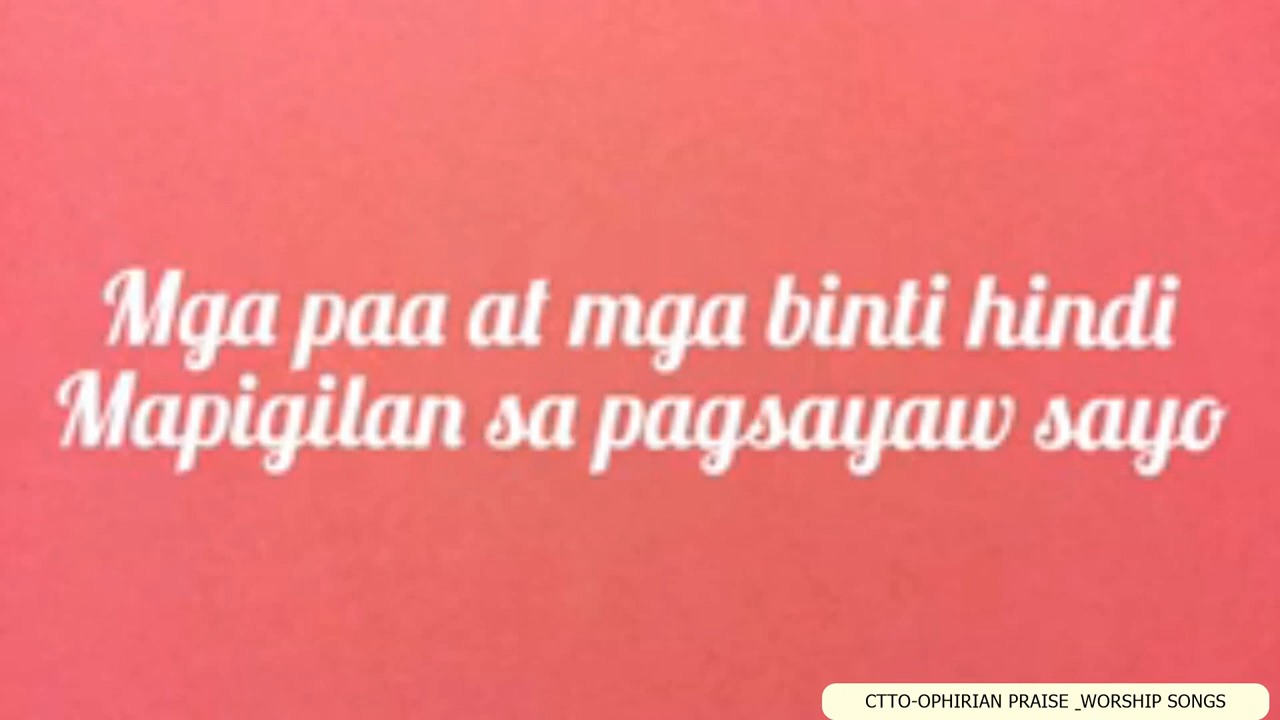 Mga paa at mga binti hindi
Mapigilan sa pagsayaw sayo
CTTO-OPHIRIAN PRAISE _WORSHIP SONGS